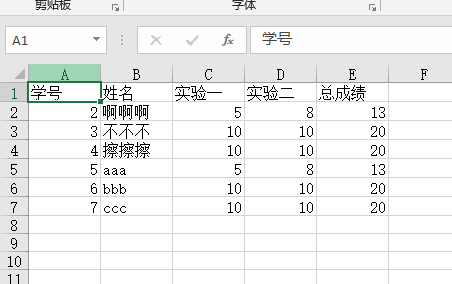 剪贴板 字体
A1 fx 学号
A B C D E F
1 学号 姓名 实验一 实验二 总成绩
2 2 啊啊啊 5 8 13
3 3 不不不 10 10 20
4 4 擦擦擦 10 10 20
5 5 aaa 5 8 13
6 6 bbb 10 10 20
7 7 ccc 10 10 20
8
9
10
11